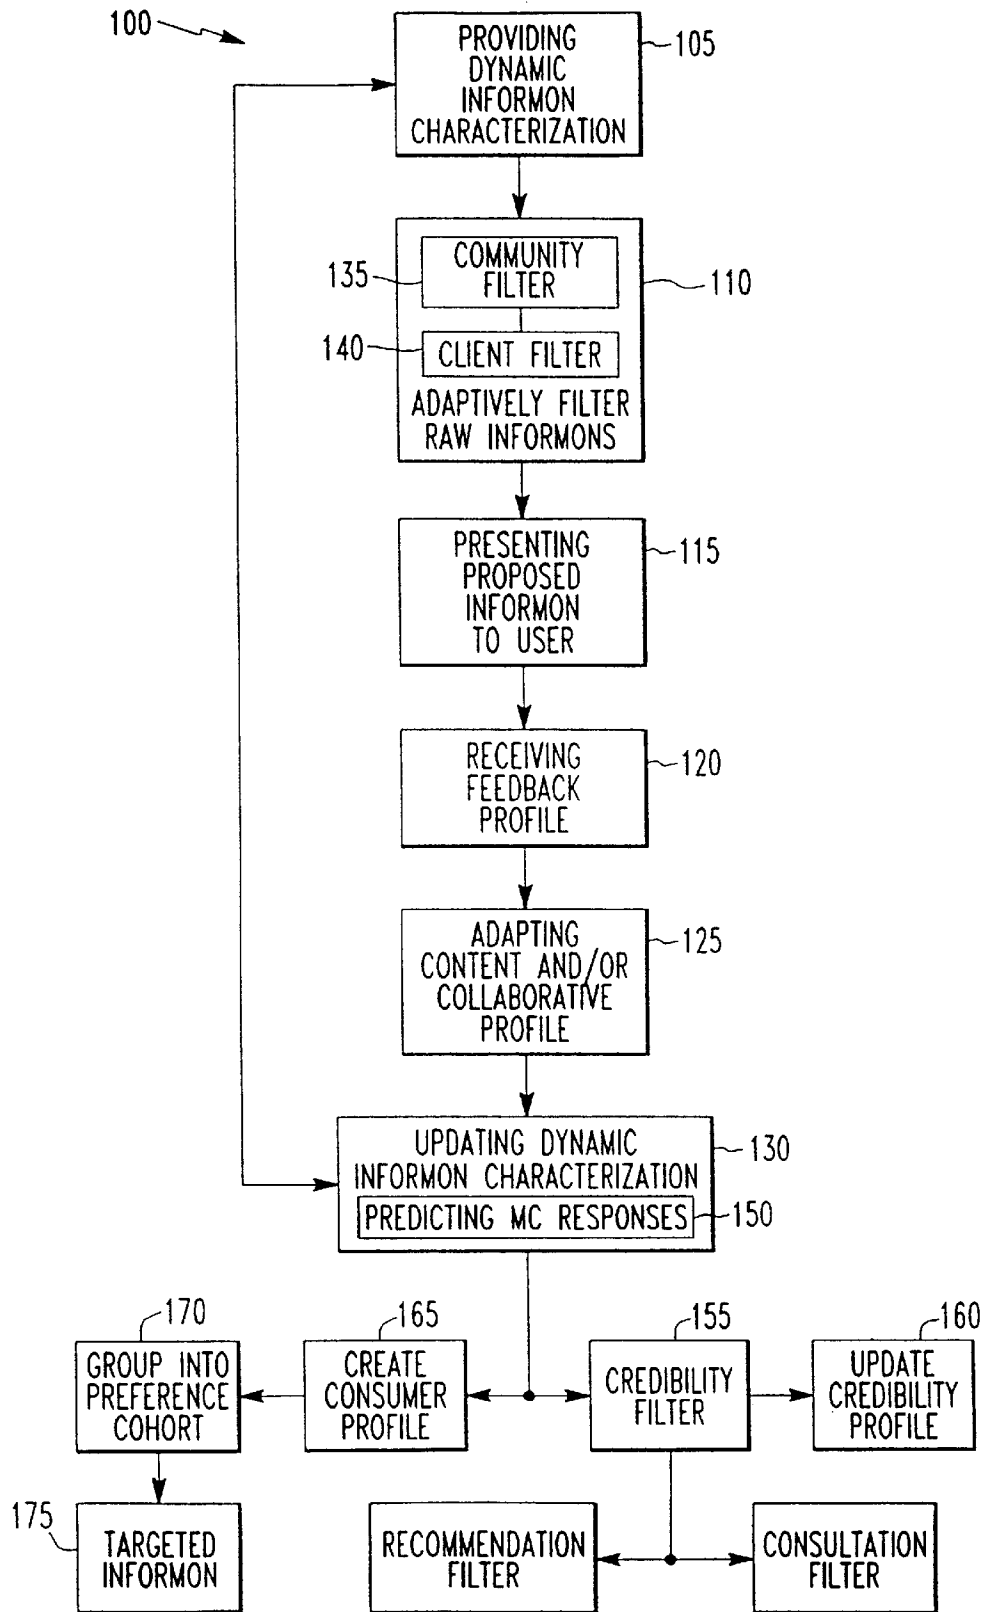 100
PROVIDING
DYNAMIC
INFORMON
CHARACTERIZATION
105
COMMUNITY
FILTER
135
110
140
CLIENT FILTER
ADAPTIVELY FILTER
RAW INFORMONS
PRESENTING
PROPOSED
INFORMON
TO USER
115
RECEIVING
FEEDBACK
PROFILE
120
ADAPTING
CONTENT AND/OR
COLLABORATIVE
PROFILE
125
UPDATING DYNAMIC
INFORMON CHARACTERIZATION
130
PREDICTING MC RESPONSES
150
170
GROUP INTO
PREFERENCE
COHORT
165
CREATE
CONSUMER
PROFILE
155
CREDIBILITY
FILTER
160
UPDATE
CREDIBILITY
PROFILE
175
TARGETED
INFORMON
RECOMMENDATION
FILTER
CONSULTATION
FILTER